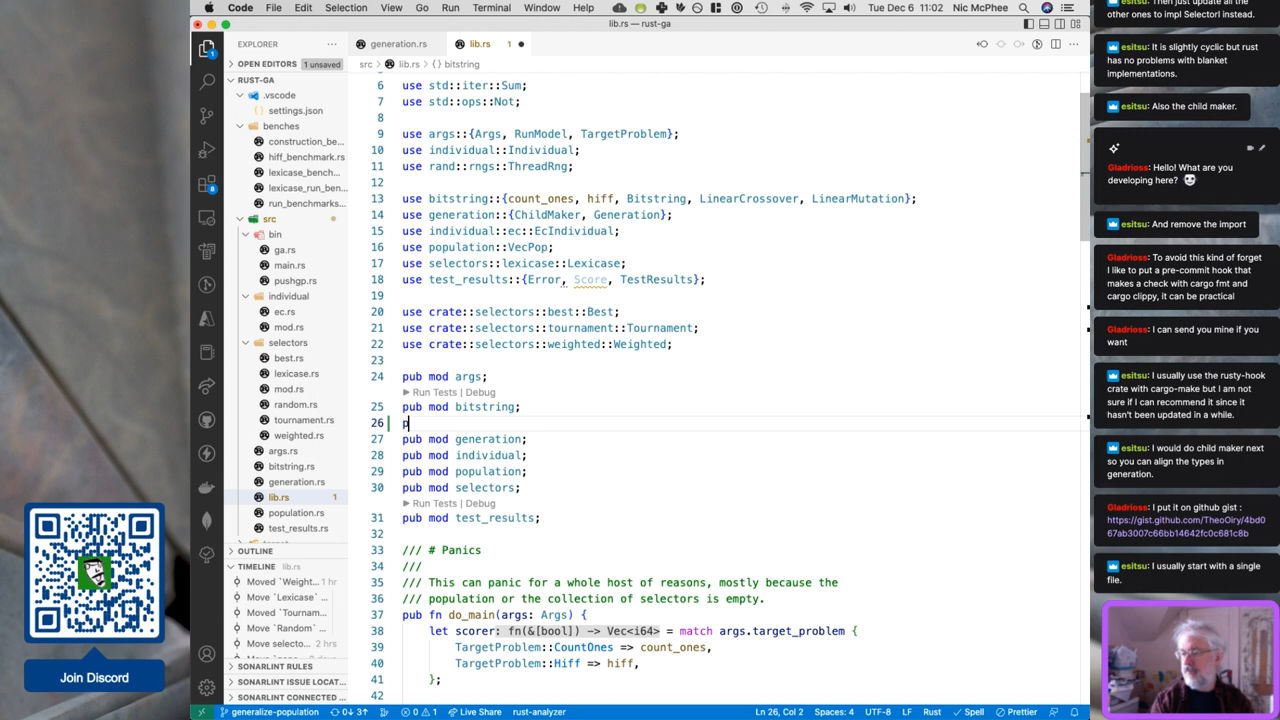 Code File Edit Selection View Go Run Terminal Window Help
Tue Dec 6 11:02 Nic McPhee
lib.rs — rust-ga
EXPLORER
OPEN EDITORS 1 unsaved
RUST-GA
.vscode
settings.json
benches
construction_be...
hiff_benchmark.rs
lexicase_bench...
lexicase_run_ben...
run_benchmarks...
src
bin
ga.rs
main.rs
pushgp.rs
individual
ec.rs
mod.rs
selectors
best.rs
lexicase.rs
mod.rs
random.rs
tournament.rs
weighted.rs
args.rs
bitstring.rs
generation.rs
lib.rs 1
population.rs
test_results.rs
OUTLINE
TIMELINE lib.rs
Moved `Weight... 1 hr
Move `Lexicase` ...
Moved `Tournam...
Move `Random` ...
Move selecto... 2 hrs
SONARLINT RULES
SONARLINT ISSUE LOCAT...
SONARLINT CONNECTED ...
generation.rs
lib.rs 1
src > lib.rs > {} bitstring
6 use std::iter::Sum;
7 use std::ops::Not;
8
9 use args::{Args, RunModel, TargetProblem};
10 use individual::Individual;
11 use rand::rngs::ThreadRng;
12
13 use bitstring::{count_ones, hiff, Bitstring, LinearCrossover, LinearMutation};
14 use generation::{ChildMaker, Generation};
15 use individual::ec::EcIndividual;
16 use population::VecPop;
17 use selectors::lexicase::Lexicase;
18 use test_results::{Error, Score, TestResults};
19
20 use crate::selectors::best::Best;
21 use crate::selectors::tournament::Tournament;
22 use crate::selectors::weighted::Weighted;
23
24 pub mod args;
Run Tests | Debug
25 pub mod bitstring;
26 p
27 pub mod generation;
28 pub mod individual;
29 pub mod population;
30 pub mod selectors;
Run Tests | Debug
31 pub mod test_results;
32
33 /// # Panics
34 ///
35 /// This can panic for a whole host of reasons, mostly because the
36 /// population or the collection of selectors is empty.
37 pub fn do_main(args: Args) {
38 let scorer: fn(&[bool]) -> Vec<i64> = match args.target_problem {
39 TargetProblem::CountOnes => count_ones,
40 TargetProblem::Hiff => hiff,
41 };
42
generalize-population 0↓ 3↑ 0 1 Live Share rust-analyzer
Ln 26, Col 2 Spaces: 4 UTF-8 LF Rust Spell Prettier
Join Discord
Then just update all the other ones to impl Selector instead.
esitsu: It is slightly cyclic but rust
has no problems with blanket
implementations.
esitsu: Also the child maker.
Gladrioss: Hello! What are you
developing here?
esitsu: And remove the import
Gladrioss: To avoid this kind of forget
I like to put a pre-commit hook that
makes a check with cargo fmt and
cargo clippy, it can be practical
Gladrioss: I can send you mine if you
want
esitsu: I usually use the rusty-hook
crate with cargo-make but I am not
sure if I can recommend it since it
hasn't been updated in a while.
esitsu: I would do child maker next
so you can align the types in
generation.
Gladrioss: I put it on github gist :
https://gist.github.com/TheoOlry/4bd0
67ab3007c66bb14642fc0c681c8b
esitsu: I usually start with a single
file.